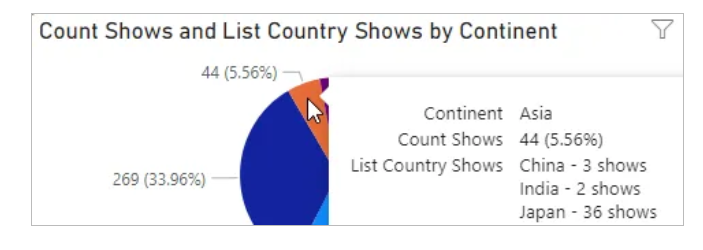 Count Shows and List Country Shows by Continent
44 (5.56%)
269 (33.96%)
Continent Asia
Count Shows 44 (5.56%)
List Country Shows China - 3 shows
India - 2 shows
Japan - 36 shows